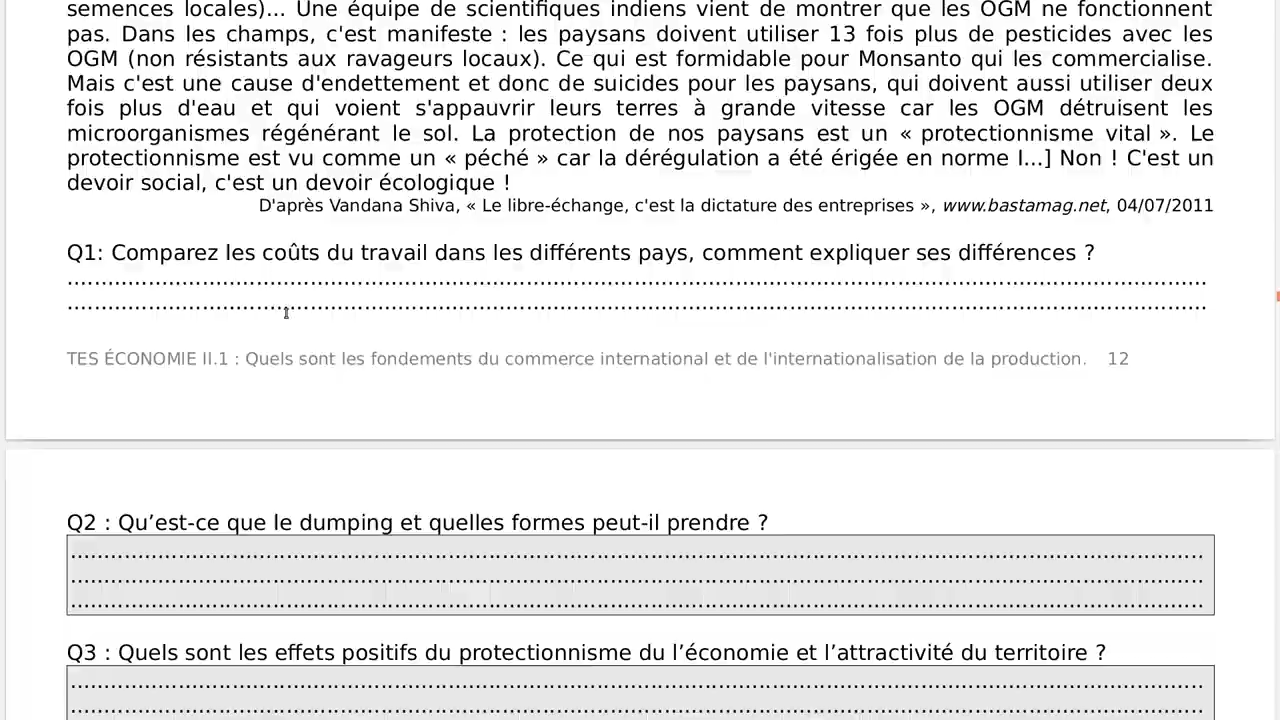 semences locales)... Une équipe de scientifiques indiens vient de montrer que les OGM ne fonctionnent
pas. Dans les champs, c'est manifeste : les paysans doivent utiliser 13 fois plus de pesticides avec les
OGM (non résistants aux ravageurs locaux). Ce qui est formidable pour Monsanto qui les commercialise.
Mais c'est une cause d'endettement et donc de suicides pour les paysans, qui doivent aussi utiliser deux
fois plus d'eau et qui voient s'appauvrir leurs terres à grande vitesse car les OGM détruisent les
microorganismes régénérant le sol. La protection de nos paysans est un « protectionnisme vital ». Le
protectionnisme est vu comme un « péché » car la dérégulation a été érigée en norme I...] Non ! C'est un
devoir social, c'est un devoir écologique !
D'après Vandana Shiva, « Le libre-échange, c'est la dictature des entreprises », www.bastamag.net, 04/07/2011
Q1: Comparez les coûts du travail dans les différents pays, comment expliquer ses différences ?
TES ÉCONOMIE II.1 : Quels sont les fondements du commerce international et de l'internationalisation de la production. 12
Q2 : Qu’est-ce que le dumping et quelles formes peut-il prendre ?
Q3 : Quels sont les effets positifs du protectionnisme du l’économie et l’attractivité du territoire ?